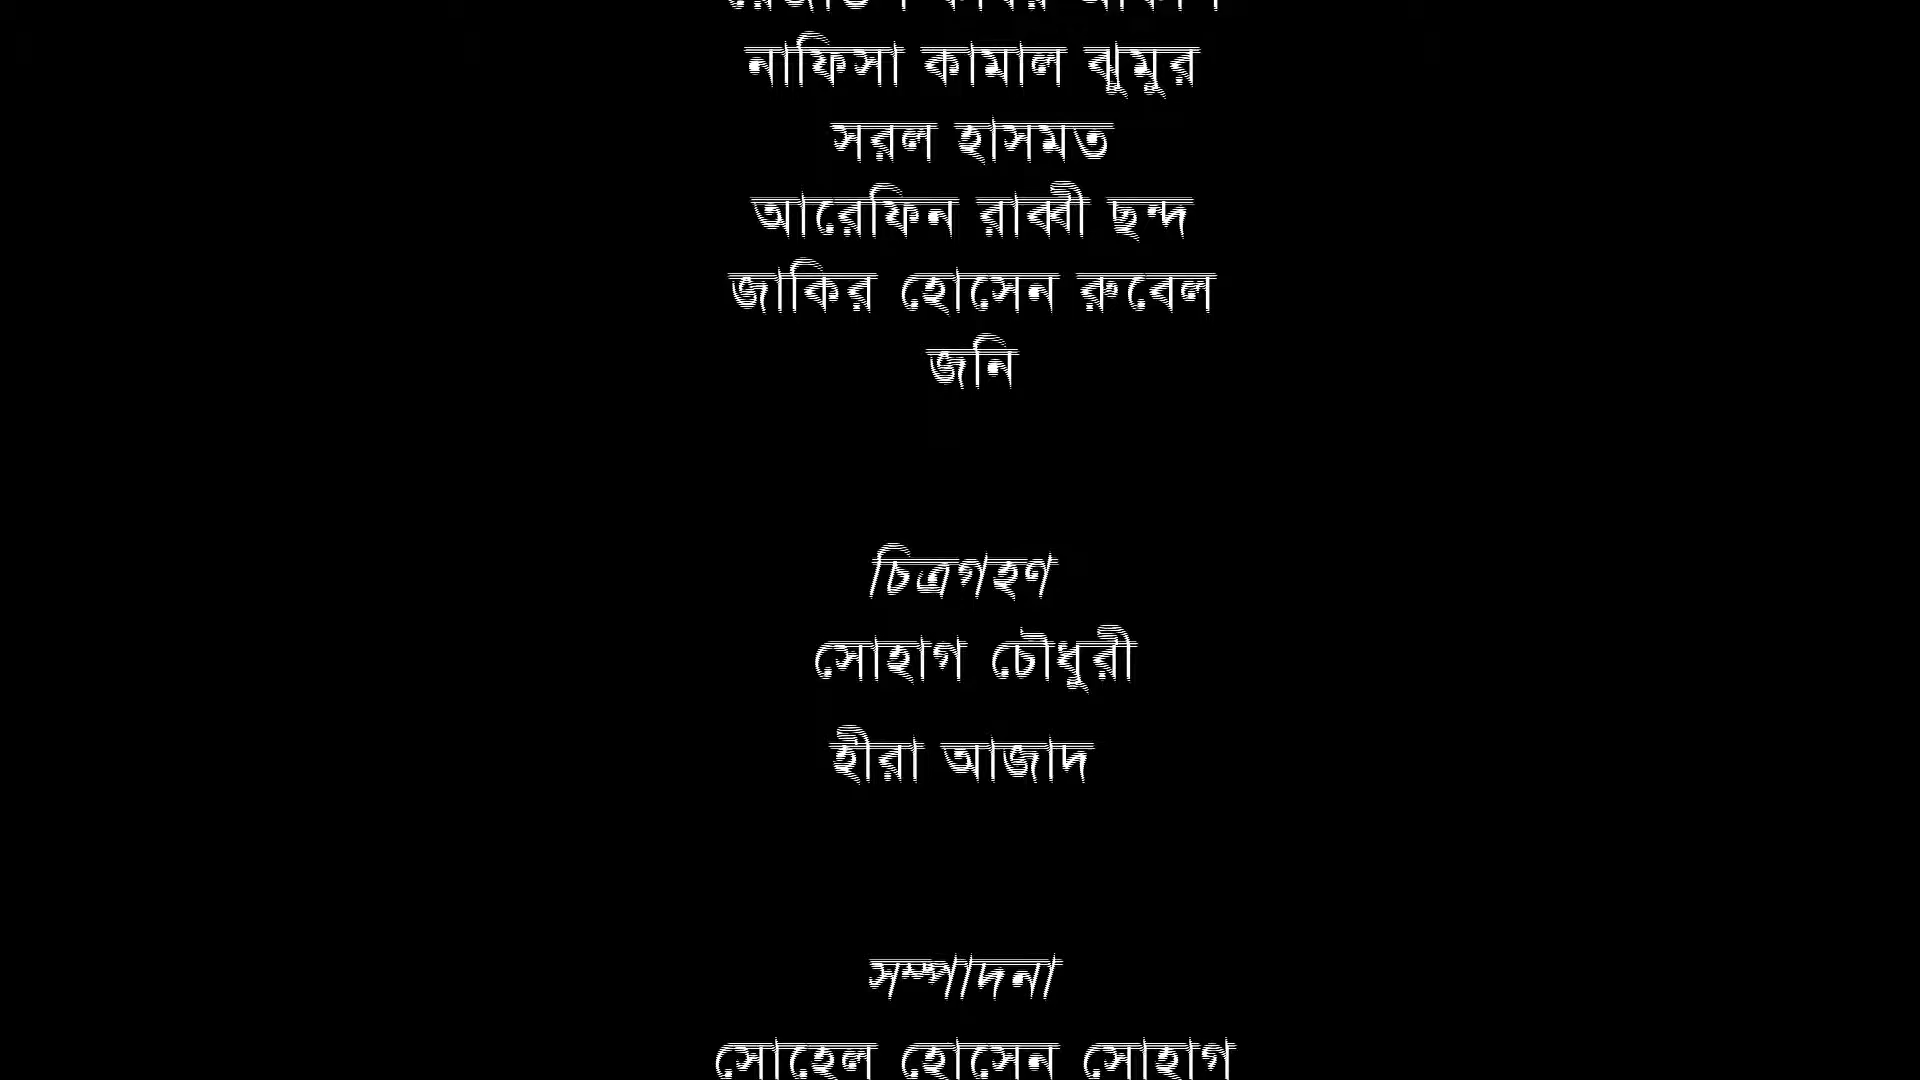 নাফিসা কামাল ঝুমুর
সরল হাসমত
আরেফিন রাব্বী ছন্দ
জাকির হোসেন রুবেল
জনি
চিত্রগহণ
সোহাগ চৌধুরী
হীরা আজাদ
সম্পাদনা
সোহেল হোসেন সোহাগ